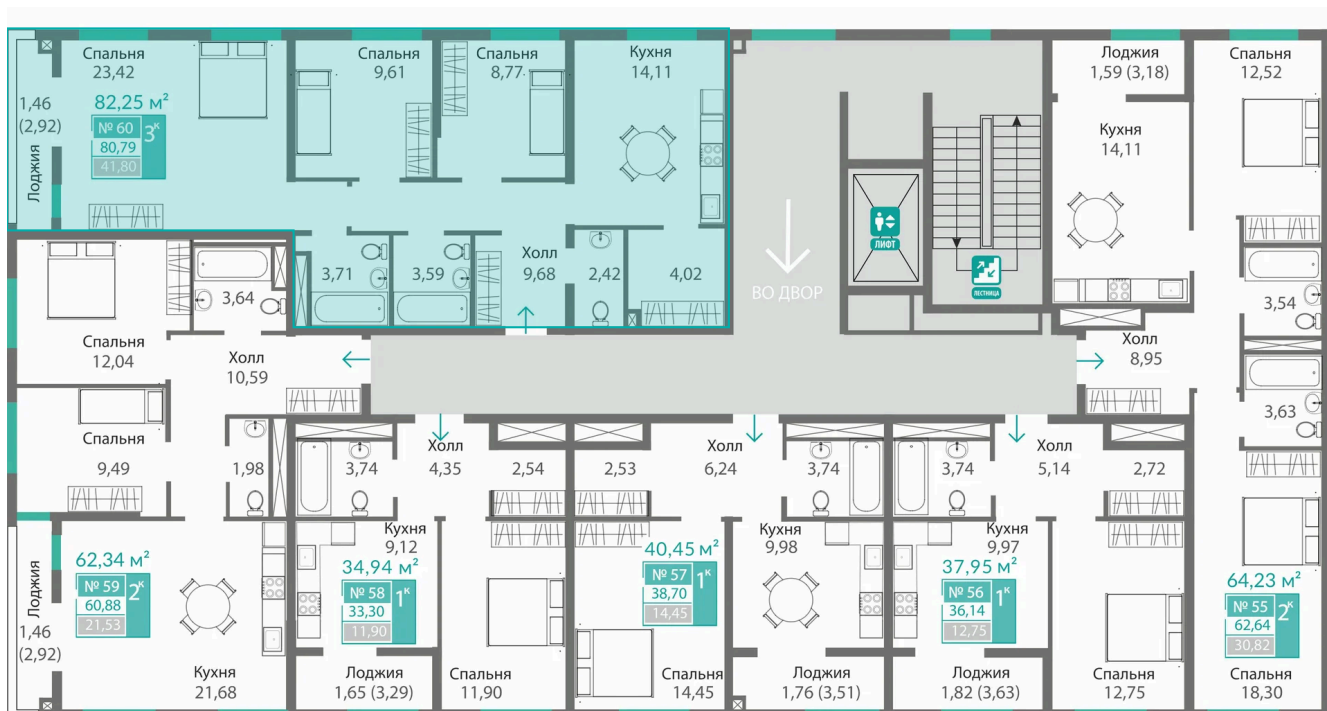 Спальня
23,42
82,25 м²
№ 60
80,79
41,80
3к
1,46
(2,92)
Лоджия
Спальня
9,61
Спальня
8,77
Кухня
14,11
3,71
3,59
Холл
9,68
2,42
4,02
ВО ДВОР
ЛИФТ
ЛЕСТНИЦА
Лоджия
1,59 (3,18)
Кухня
14,11
Спальня
12,52
3,54
Холл
8,95
3,63
64,23 м²
№ 55
62,64
30,82
2к
Спальня
18,30
3,64
Спальня
12,04
Холл
10,59
Спальня
9,49
1,98
62,34 м²
№ 59
60,88
21,53
2к
Лоджия
1,46
(2,92)
Кухня
21,68
3,74
Холл
4,35
2,54
Кухня
9,12
34,94 м²
№ 58
33,30
11,90
1к
Лоджия
1,65 (3,29)
Спальня
11,90
2,53
Холл
6,24
3,74
40,45 м²
№ 57
38,70
14,45
1к
Кухня
9,98
Спальня
14,45
Лоджия
1,76 (3,51)
3,74
Холл
5,14
2,72
Кухня
9,97
37,95 м²
№ 56
36,14
12,75
1к
Лоджия
1,82 (3,63)
Спальня
12,75